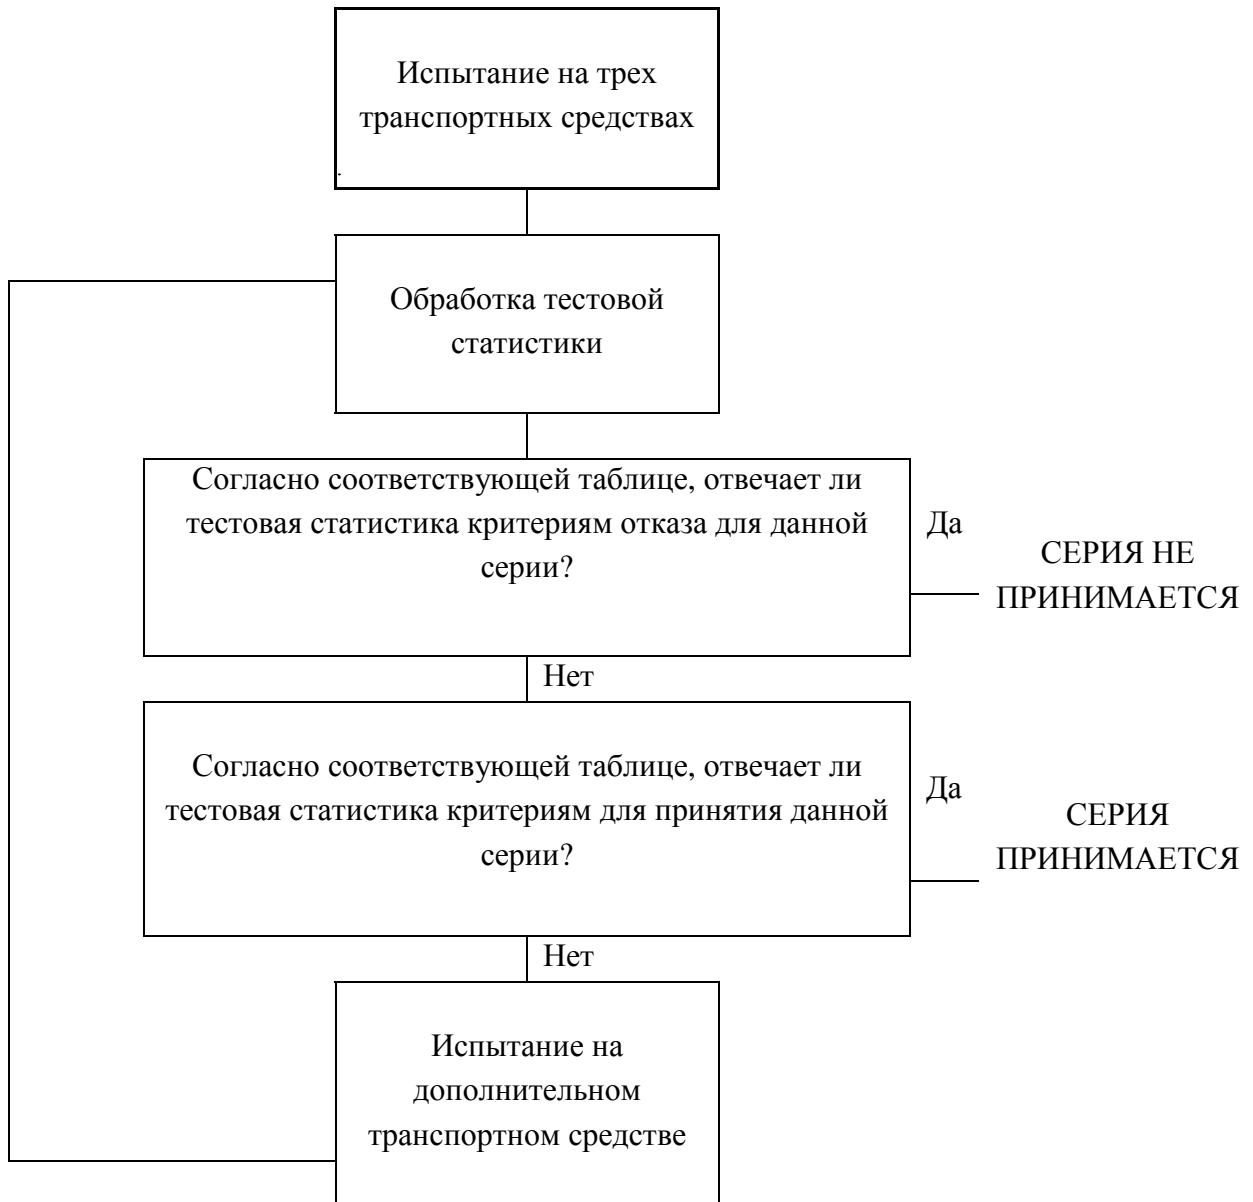 Испытание на трех
транспортных средствах
Обработка тестовой
статистики
Согласно соответствующей таблице, отвечает ли
тестовая статистика критериям отказа для данной
серии?
Да
СЕРИЯ НЕ
ПРИНИМАЕТСЯ
Нет
Согласно соответствующей таблице, отвечает ли
тестовая статистика критериям для принятия данной
серии?
Да
СЕРИЯ
ПРИНИМАЕТСЯ
Нет
Испытание на
дополнительном
транспортном средстве